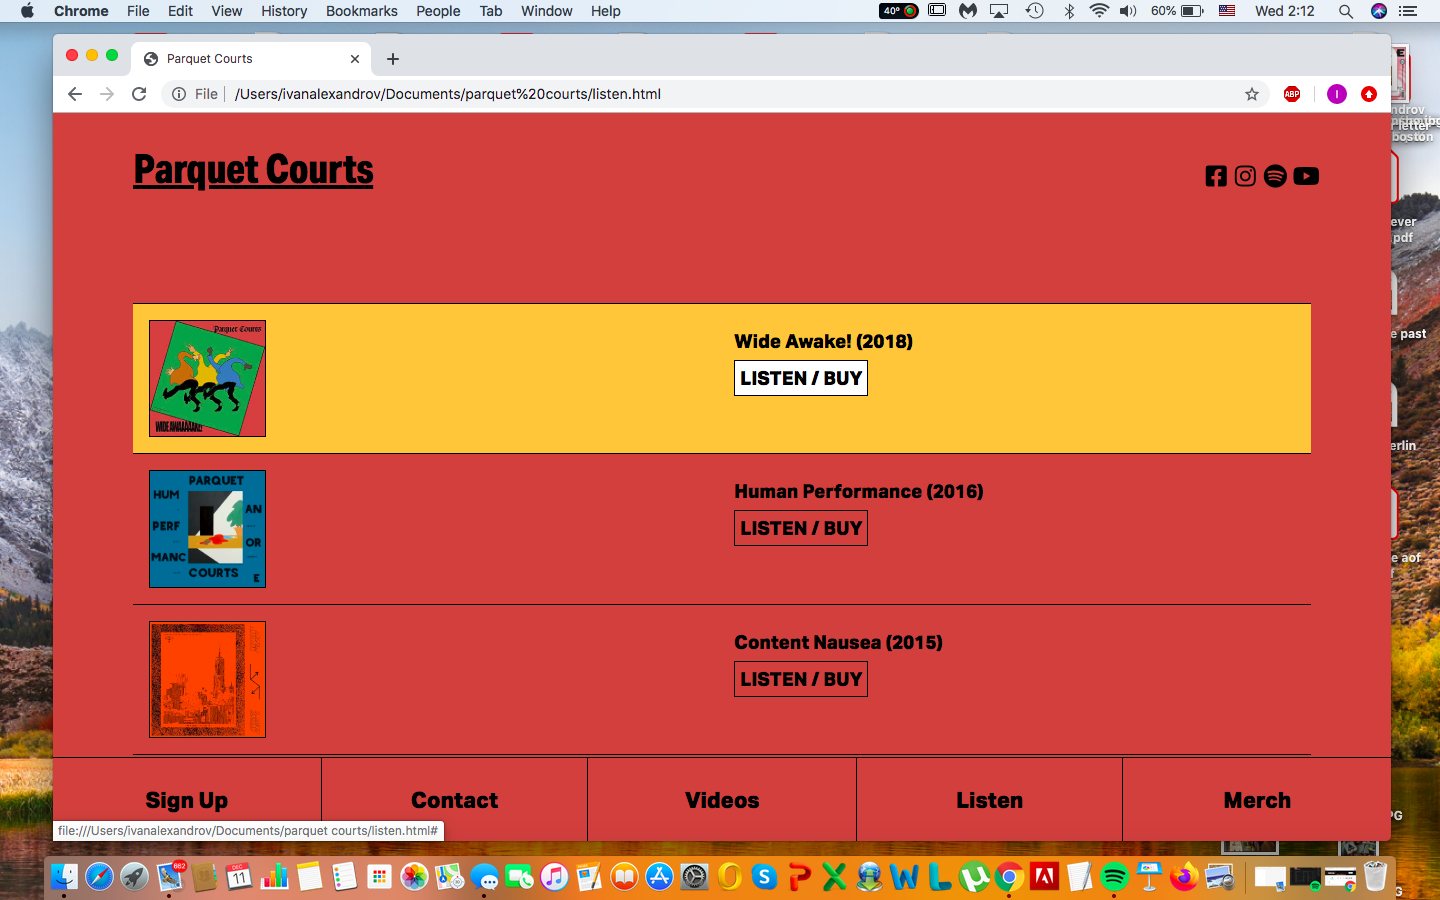 Chrome File Edit View History Bookmarks People Tab Window Help 40° 60% Wed 2:12
Parquet Courts
File /Users/ivanalexandrov/Documents/parquet%20courts/listen.html ABP I
Parquet Courts
Parquet Courts
WIDE AWAAAAAKE!
Wide Awake! (2018)
LISTEN / BUY
PARQUET
HUM
AN
PERF
OR
MANC
COURTS
E
Human Performance (2016)
LISTEN / BUY
Content Nausea (2015)
LISTEN / BUY
Sign Up Contact Videos Listen Merch
file:///Users/ivanalexandrov/Documents/parquet courts/listen.html#
letter
boston
ever
.pdf
e past
erlin
e aof
f
PG
G
662
DEC
11